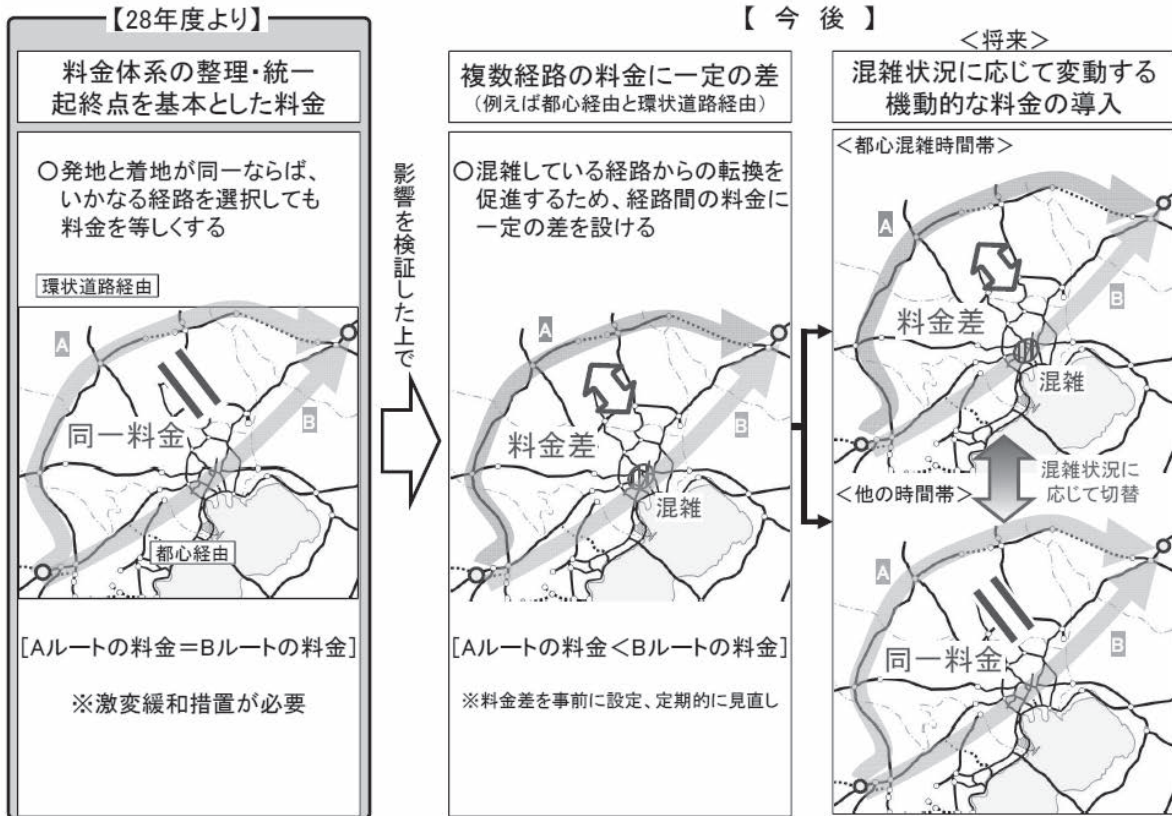 【28年度より】
料金体系の整理・統一
起終点を基本とした料金
○発地と着地が同一ならば、
いかなる経路を選択しても
料金を等しくする
環状道路経由
A
同一料金
B
都心経由
[Aルートの料金=Bルートの料金]
※激変緩和措置が必要
影響を検証した上で
【今後】
複数経路の料金に一定の差
(例えば都心経由と環状道路経由)
○混雑している経路からの転換を
促進するため、経路間の料金に
一定の差を設ける
A
料金差
B
混雑
[Aルートの料金<Bルートの料金]
※料金差を事前に設定、定期的に見直し
<将来>
混雑状況に応じて変動する
機動的な料金の導入
<都心混雑時間帯>
A
B
料金差
混雑
混雑状況に
応じて切替
<他の時間帯>
A
B
同一料金